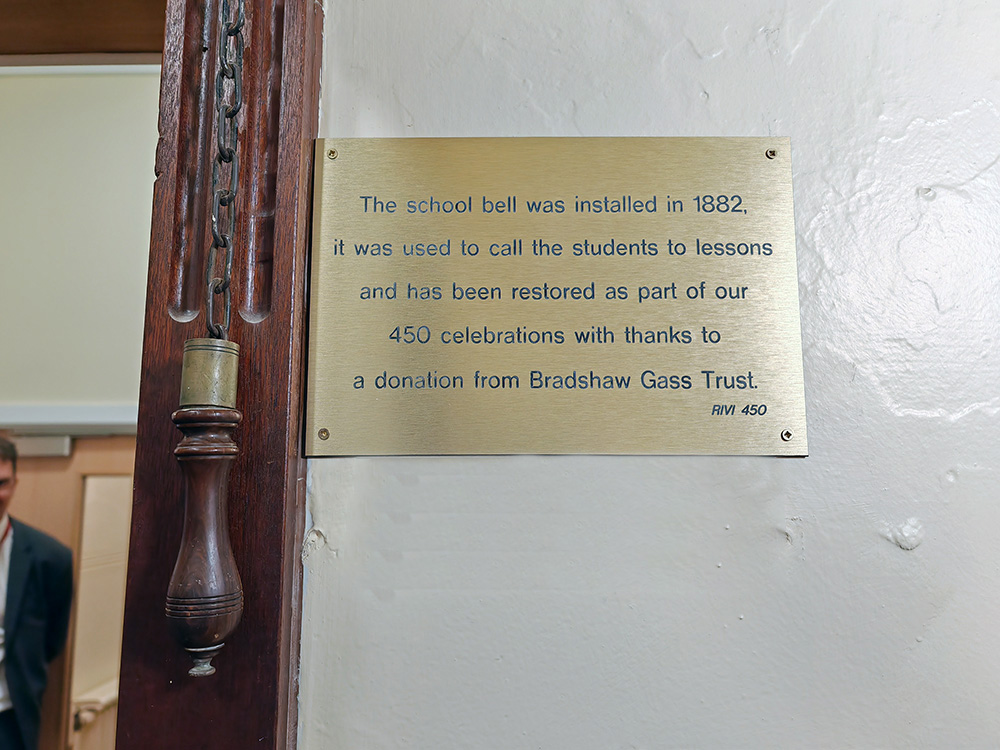 The school bell was installed in 1882,
it was used to call the students to lessons
and has been restored as part of our
450 celebrations with thanks to
a donation from Bradshaw Gass Trust.
RIVI 450